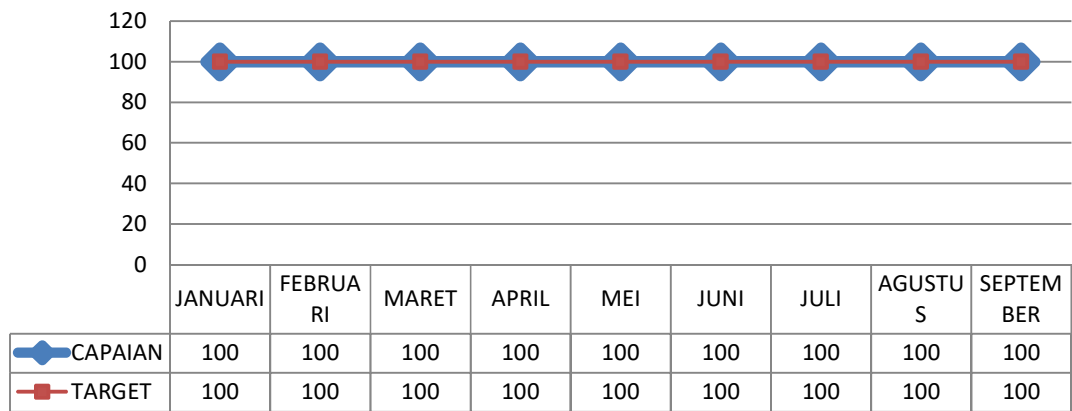 120
100
80
60
40
20
0
JANUARI FEBRUA
RI MARET APRIL MEI JUNI JULI AGUSTU
S SEPTEM
BER
CAPAIAN 100 100 100 100 100 100 100 100 100
TARGET 100 100 100 100 100 100 100 100 100